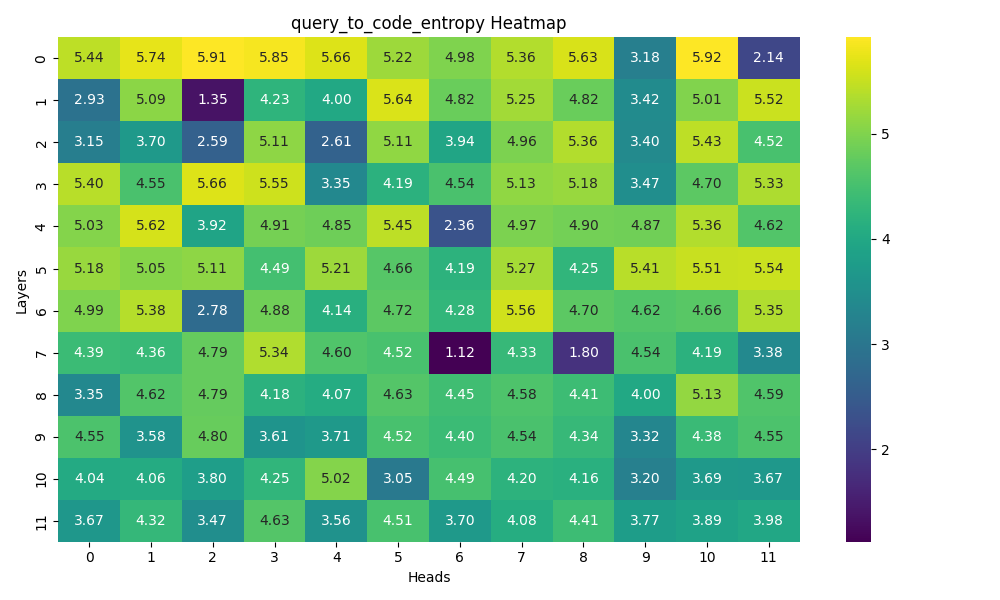 query_to_code_entropy Heatmap
0 5.44 5.74 5.91 5.85 5.66 5.22 4.98 5.36 5.63 3.18 5.92 2.14
1 2.93 5.09 1.35 4.23 4.00 5.64 4.82 5.25 4.82 3.42 5.01 5.52
2 3.15 3.70 2.59 5.11 2.61 5.11 3.94 4.96 5.36 3.40 5.43 4.52
3 5.40 4.55 5.66 5.55 3.35 4.19 4.54 5.13 5.18 3.47 4.70 5.33
4 5.03 5.62 3.92 4.91 4.85 5.45 2.36 4.97 4.90 4.87 5.36 4.62
5 5.18 5.05 5.11 4.49 5.21 4.66 4.19 5.27 4.25 5.41 5.51 5.54
6 4.99 5.38 2.78 4.88 4.14 4.72 4.28 5.56 4.70 4.62 4.66 5.35
7 4.39 4.36 4.79 5.34 4.60 4.52 1.12 4.33 1.80 4.54 4.19 3.38
8 3.35 4.62 4.79 4.18 4.07 4.63 4.45 4.58 4.41 4.00 5.13 4.59
9 4.55 3.58 4.80 3.61 3.71 4.52 4.40 4.54 4.34 3.32 4.38 4.55
10 4.04 4.06 3.80 4.25 5.02 3.05 4.49 4.20 4.16 3.20 3.69 3.67
11 3.67 4.32 3.47 4.63 3.56 4.51 3.70 4.08 4.41 3.77 3.89 3.98
0 1 2 3 4 5 6 7 8 9 10 11
Heads
Layers
5
4
3
2